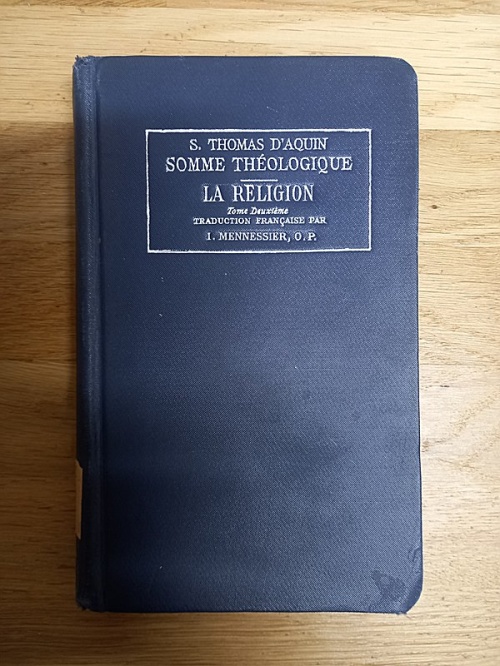 S. THOMAS D'AQUIN
SOMME THÉOLOGIQUE
LA RELIGION
Tome Deuxième
TRADUCTION FRANÇAISE PAR
I. MENNESSIER, O. P.